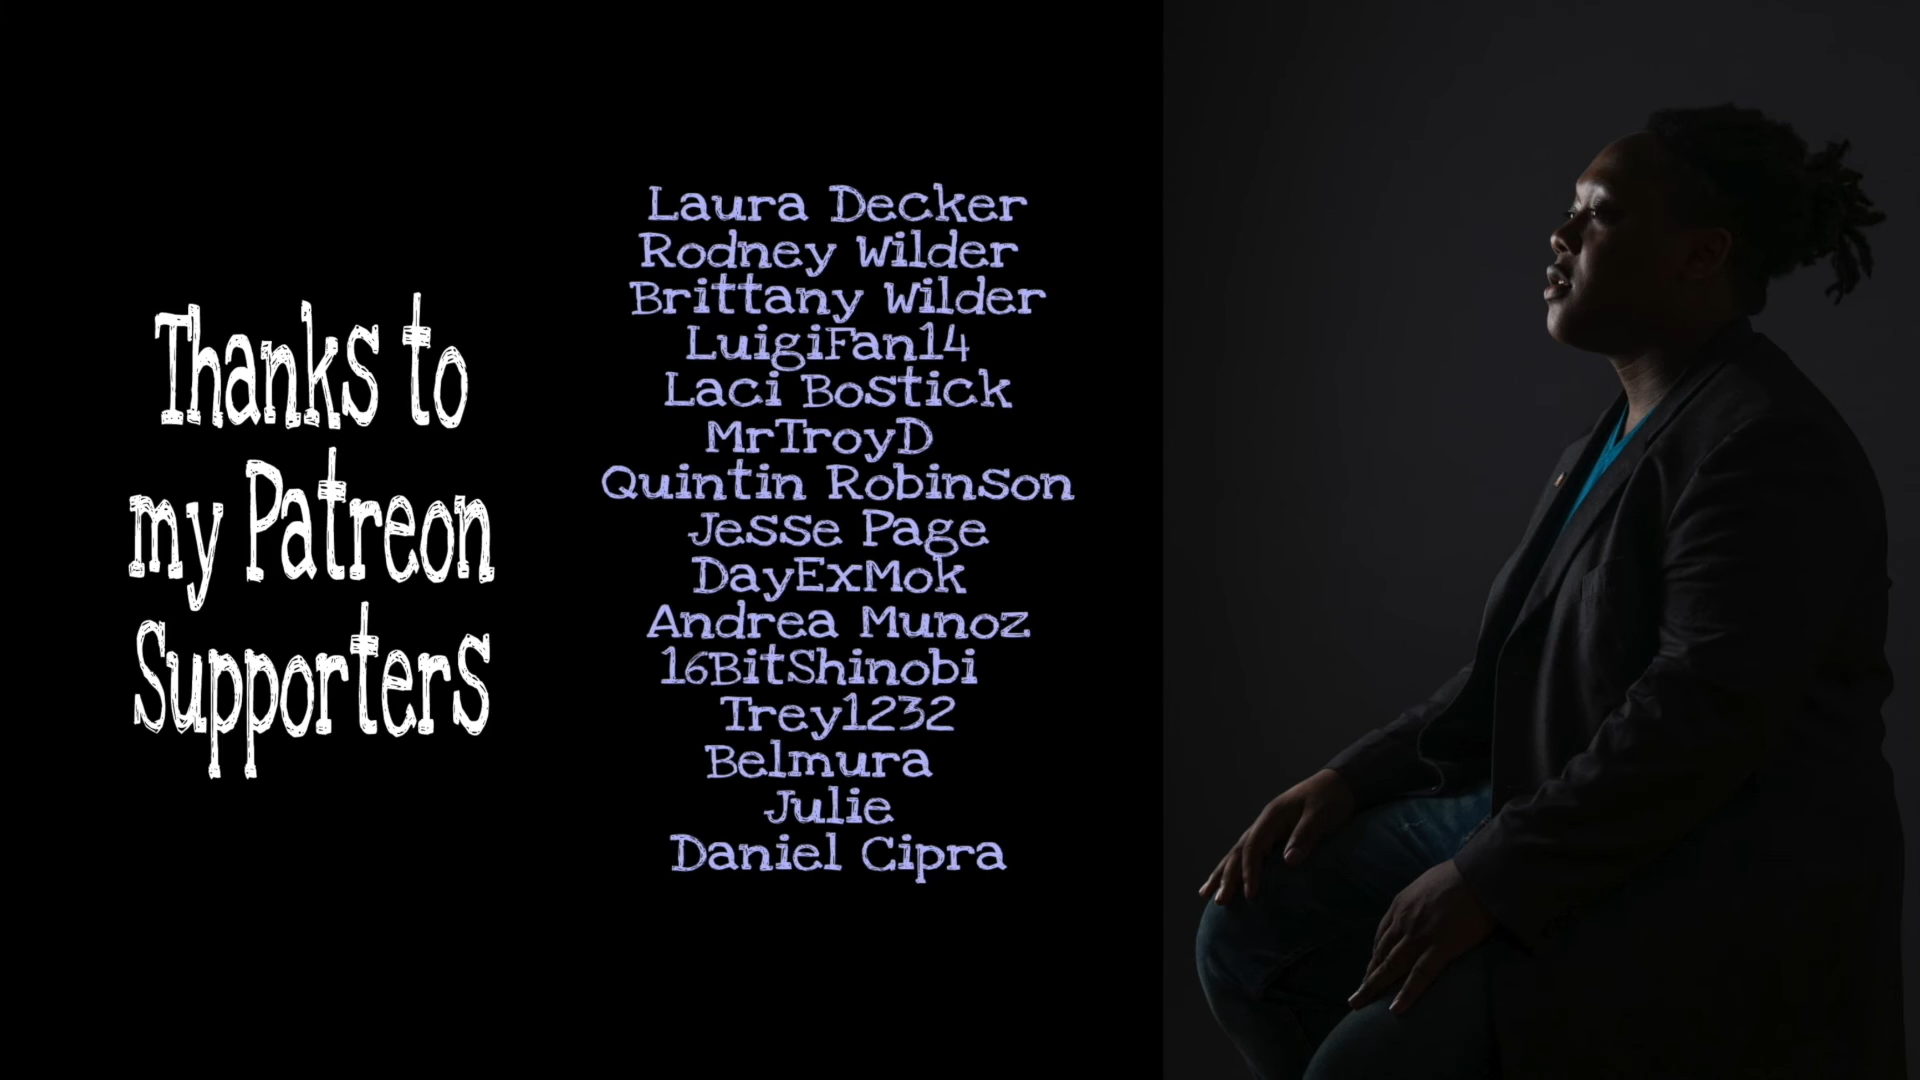 Thanks to
my Patreon
Supporters
Laura Decker
Rodney Wilder
Brittany Wilder
LuigiFan14
Laci Bostick
MrTroyD
Quintin Robinson
Jesse Page
DayExMok
Andrea Munoz
16BitShinobi
Trey1232
Belmura
Julie
Daniel Cipra